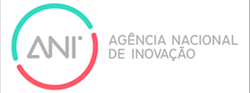 ANI
AGÊNCIA NACIONAL
DE INOVAÇÃO